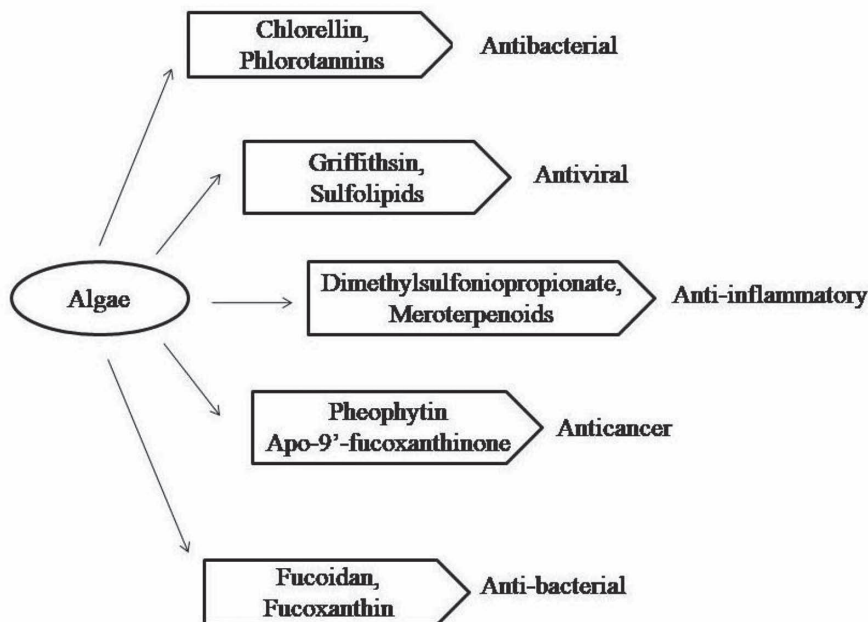 Chlorellin,
Phlorotannins
Antibacterial
Griffithsin,
Sulfolipids
Antiviral
Algae
Dimethylsulfoniopropionate,
Meroterpenoids
Anti-inflammatory
Pheophytin
Apo-9’-fucoxanthinone
Anticancer
Fucoidan,
Fucoxanthin
Anti-bacterial